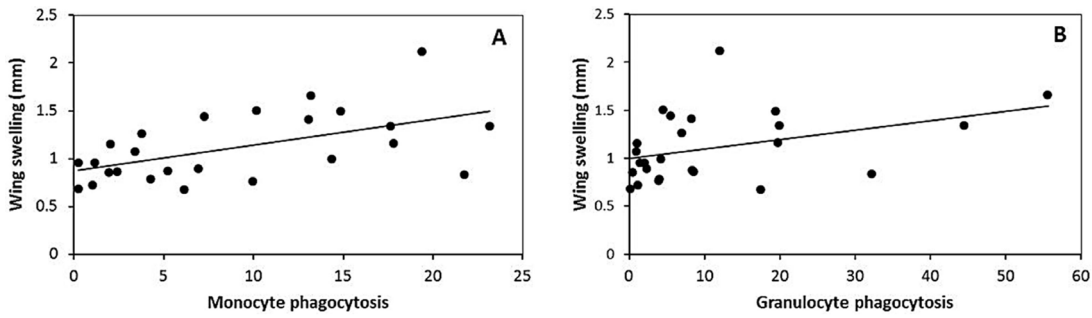 A
Wing swelling (mm)
2.5
2
1.5
1
0.5
0
0 5 10 15 20 25
Monocyte phagocytosis
B
Wing swelling (mm)
2.5
2
1.5
1
0.5
0
0 10 20 30 40 50 60
Granulocyte phagocytosis